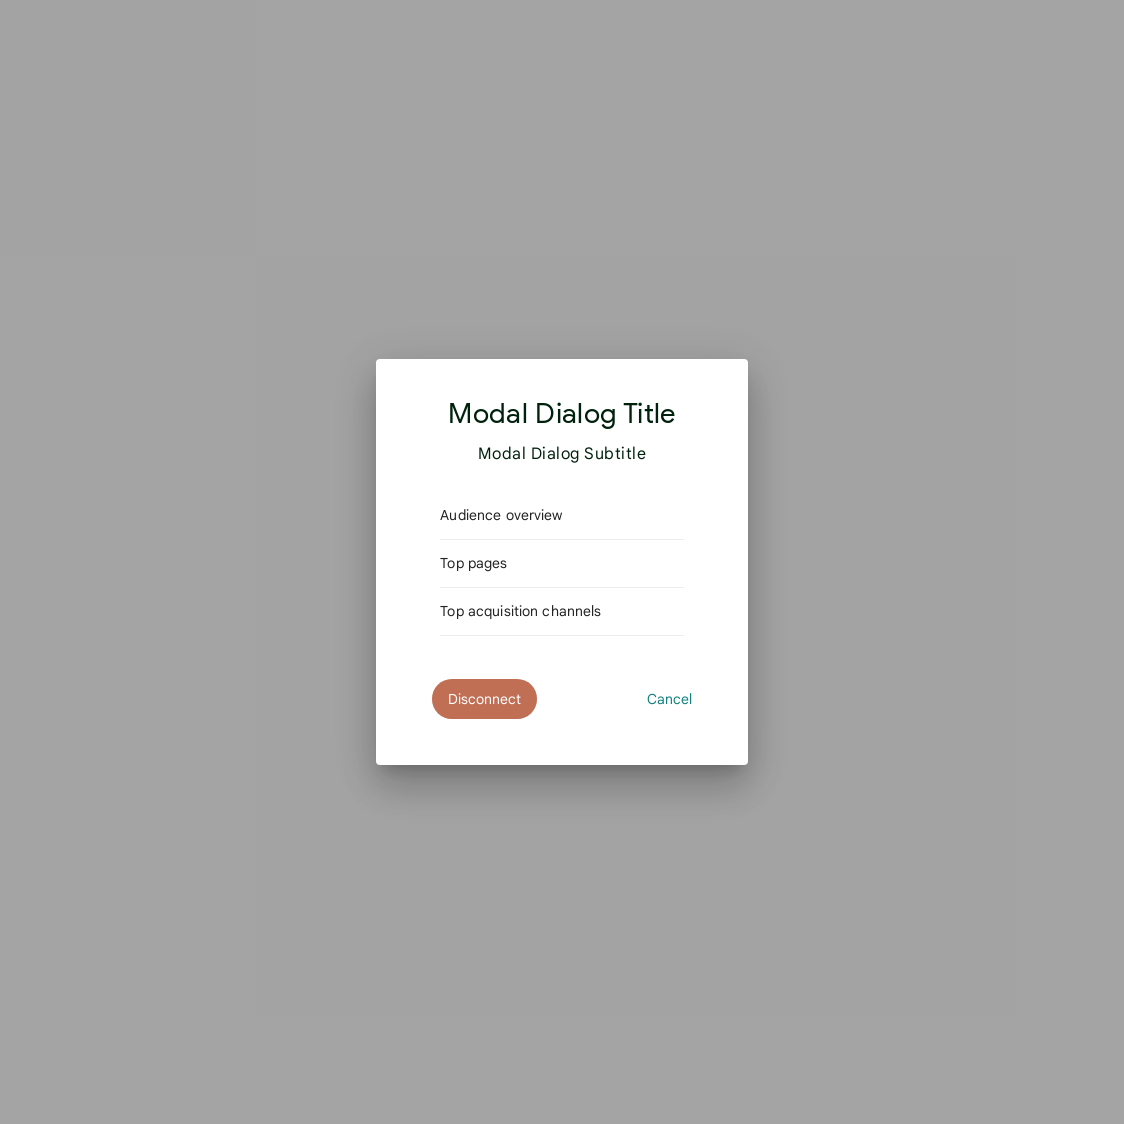 Modal Dialog Title
Modal Dialog Subtitle
Audience overview
Top pages
Top acquisition channels
Disconnect
Cancel